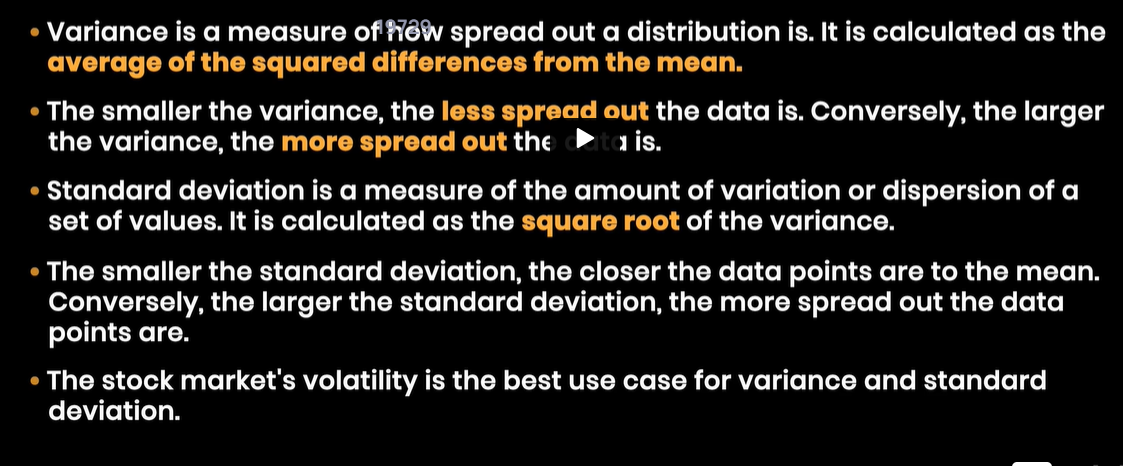 • Variance is a measure of how spread out a distribution is. It is calculated as the
average of the squared differences from the mean.
• The smaller the variance, the less spread out the data is. Conversely, the larger
the variance, the more spread out the data is.
• Standard deviation is a measure of the amount of variation or dispersion of a
set of values. It is calculated as the square root of the variance.
• The smaller the standard deviation, the closer the data points are to the mean.
Conversely, the larger the standard deviation, the more spread out the data
points are.
• The stock market's volatility is the best use case for variance and standard
deviation.